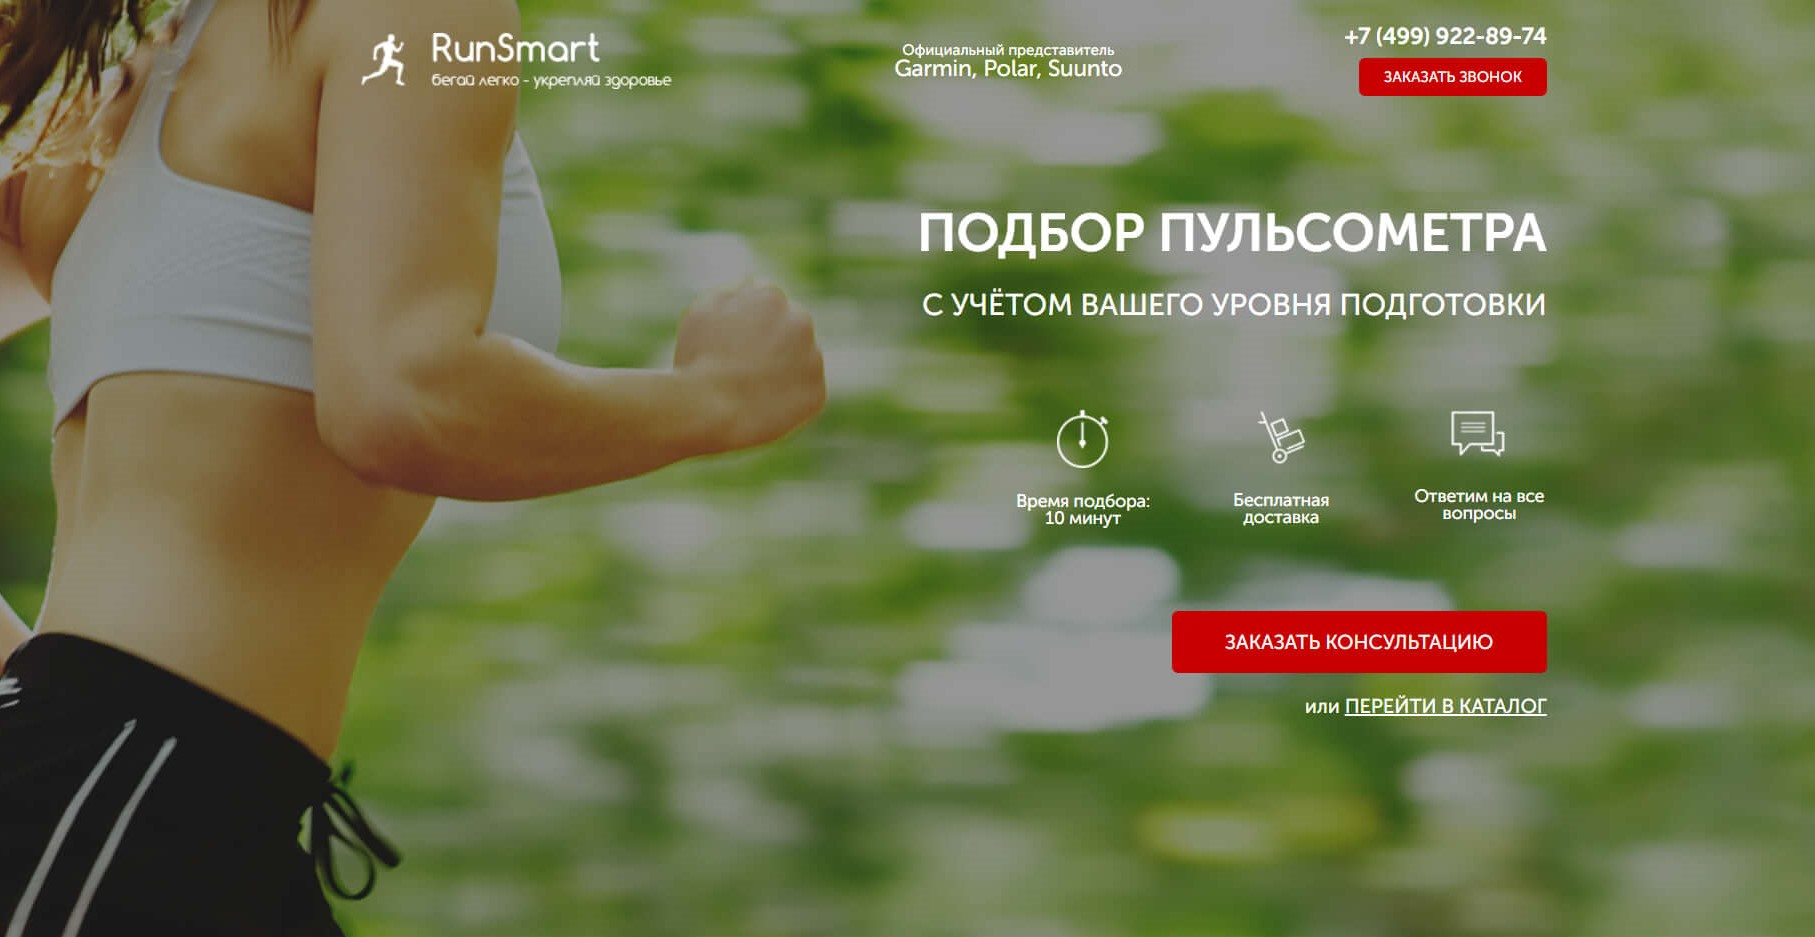 RunSmart
бегай легко - укрепляй здоровье
Официальный представитель
Garmin, Polar, Suunto
+7 (499) 922-89-74
ЗАКАЗАТЬ ЗВОНОК
ПОДБОР ПУЛЬСОМЕТРА
С УЧЁТОМ ВАШЕГО УРОВНЯ ПОДГОТОВКИ
Время подбора:
10 минут
Бесплатная
доставка
Ответим на все
вопросы
ЗАКАЗАТЬ КОНСУЛЬТАЦИЮ
или ПЕРЕЙТИ В КАТАЛОГ